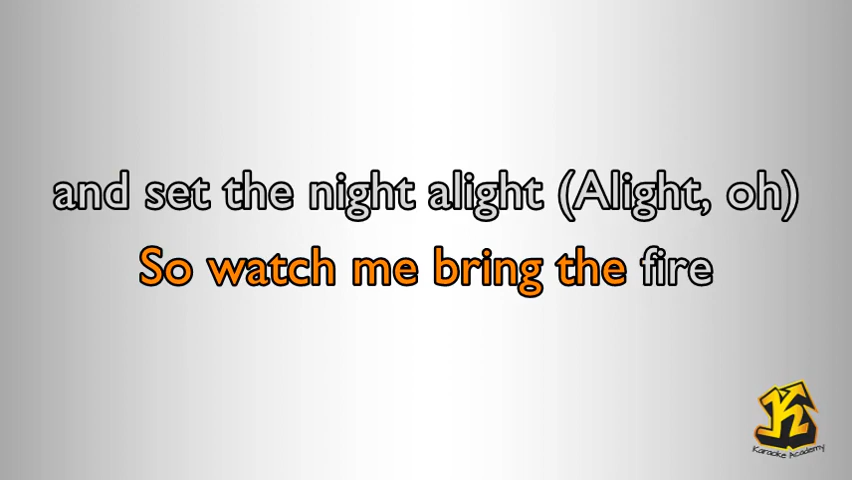 and set the night alight (Alight, oh)
So watch me bring the fire
K
Karaoke Academy